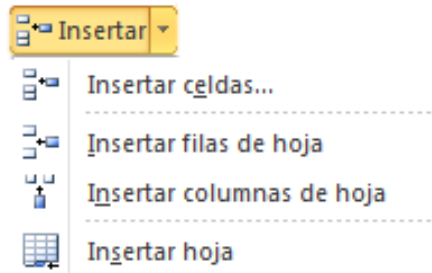 Insertar
Insertar celdas...
Insertar filas de hoja
Insertar columnas de hoja
Insertar hoja